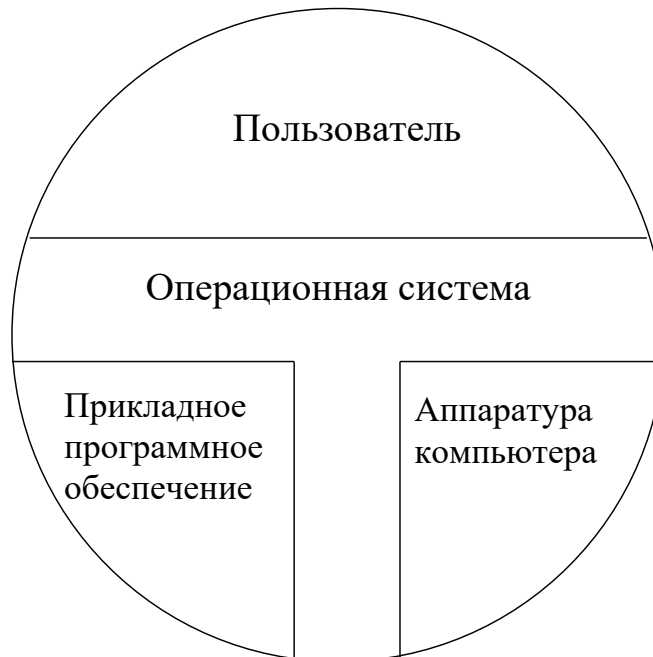 Пользователь
Операционная система
Прикладное
программное
обеспечение
Аппаратура
компьютера